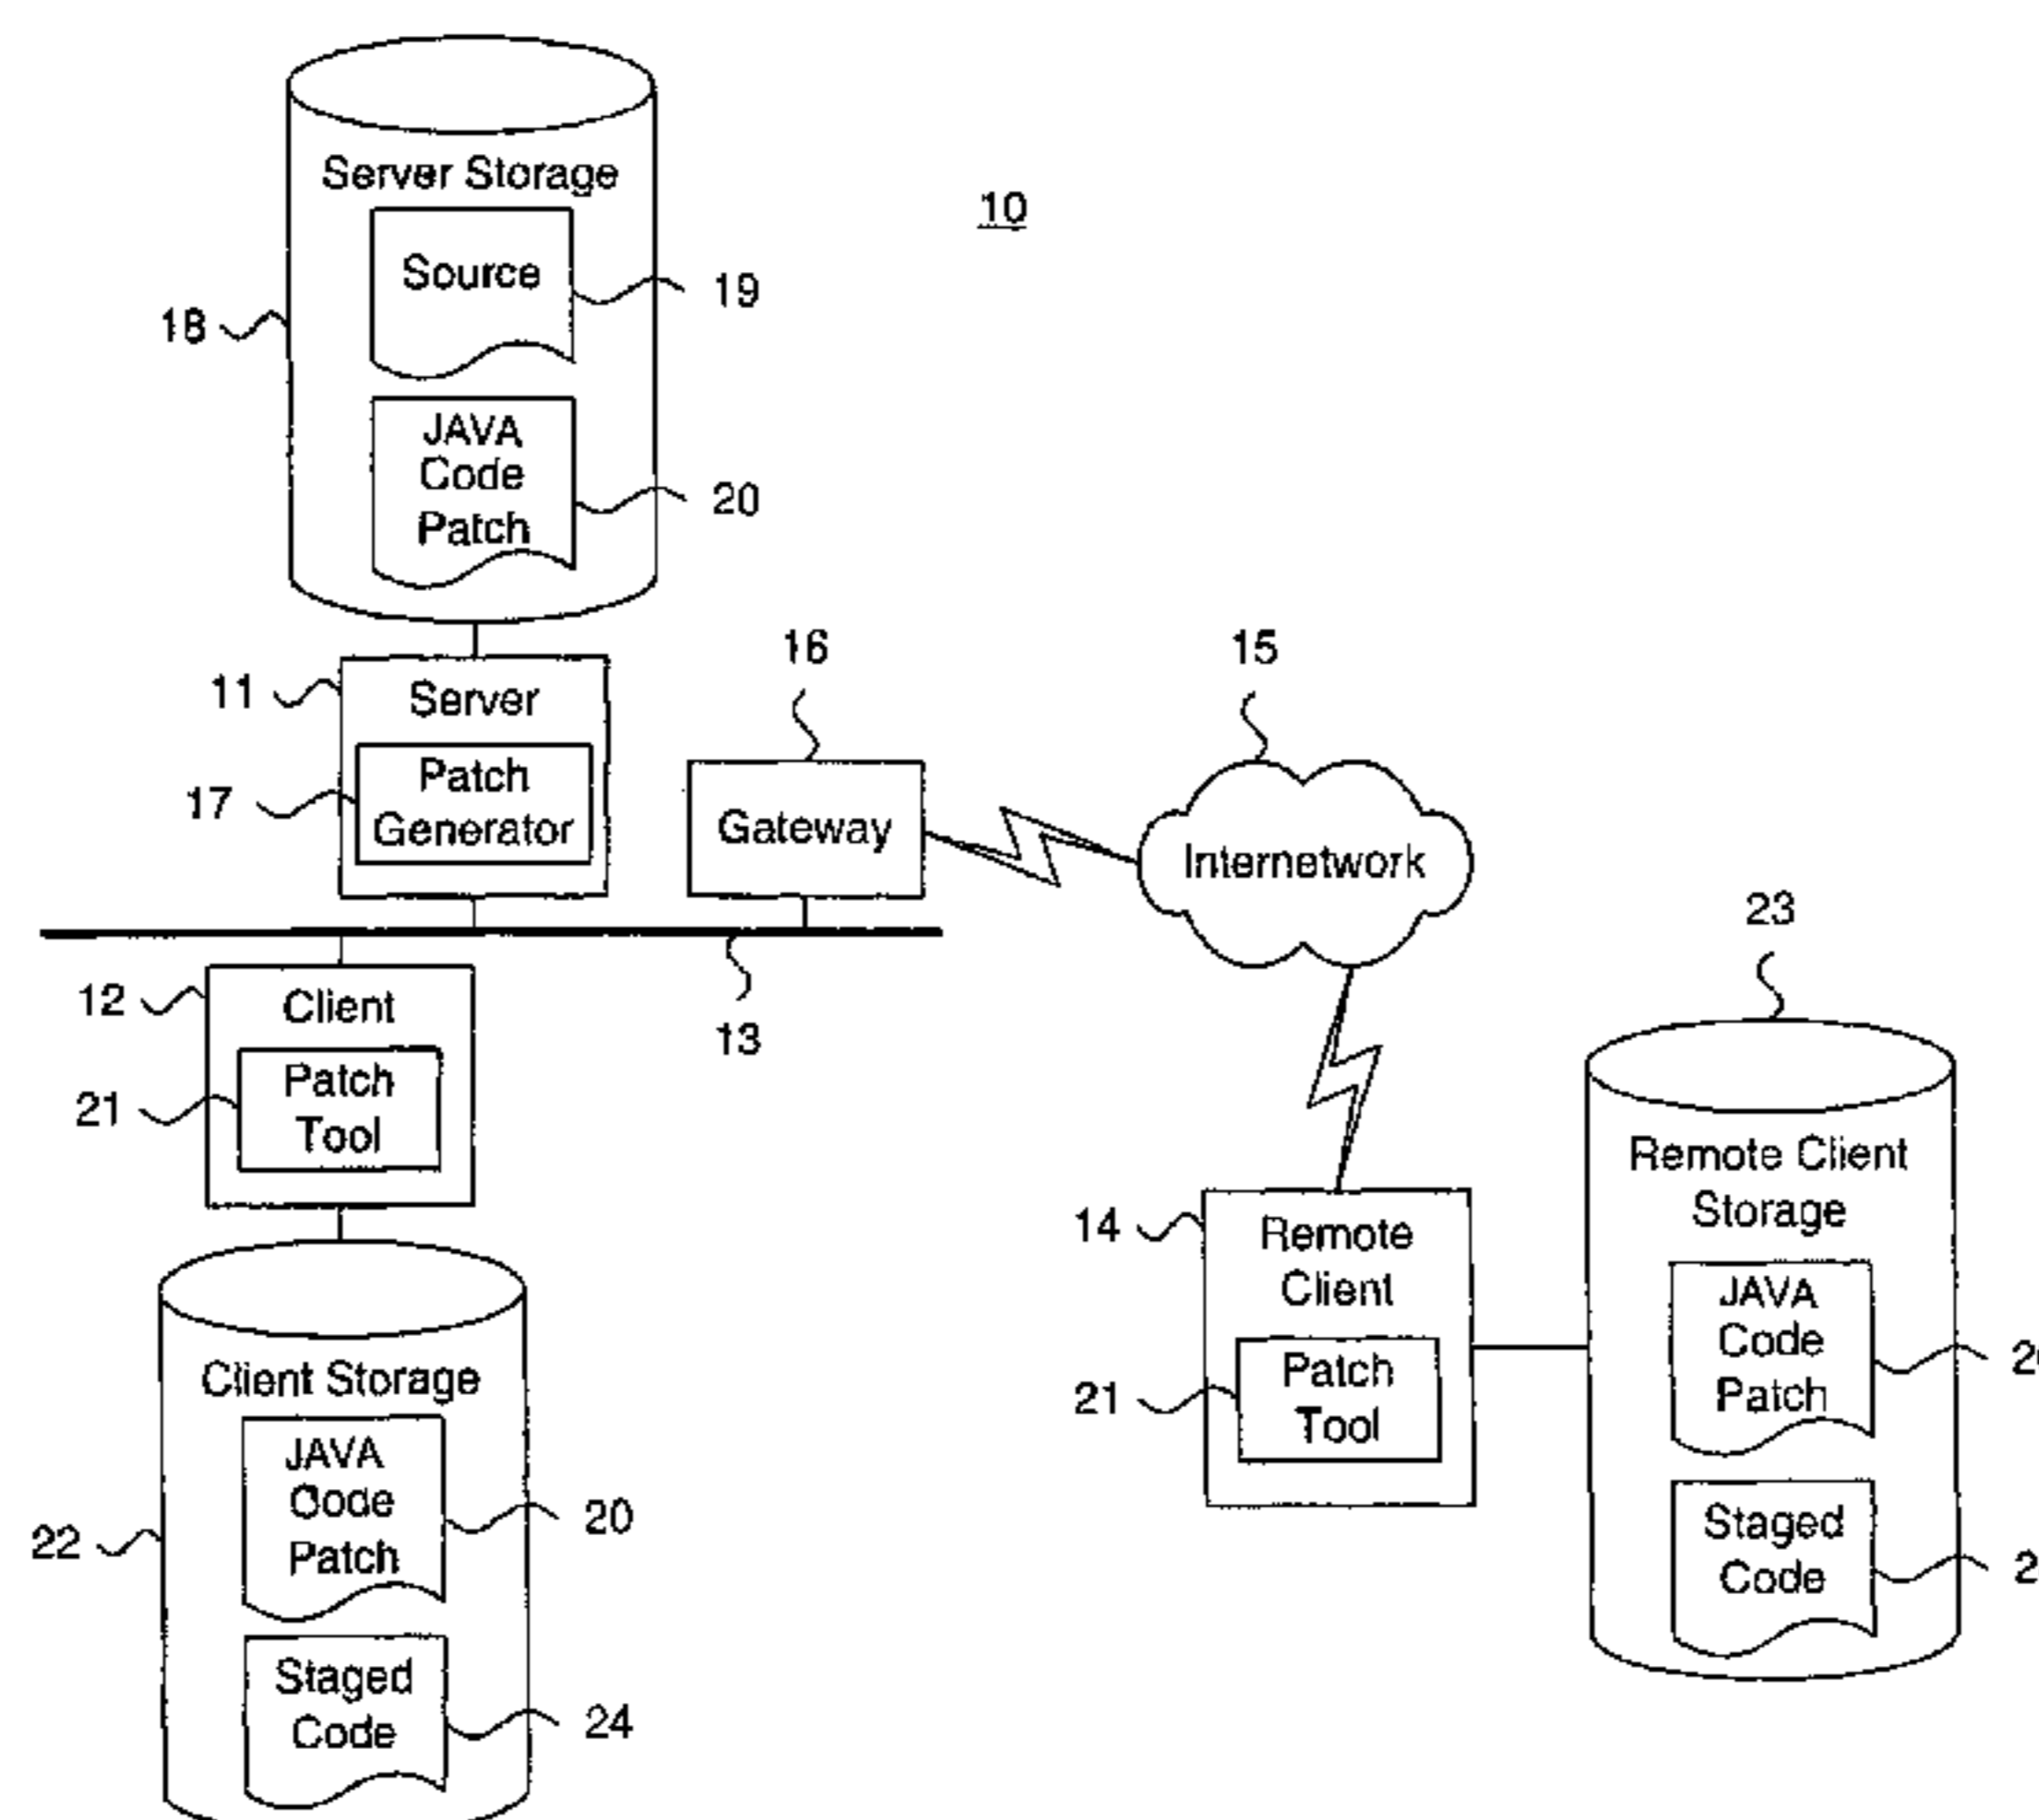 Server Storage
10
Source
19
18
JAVA
Code
Patch
20
16
15
11
Server
Patch
Generator
17
Gateway
Internetwork
23
12
Client
13
Patch
Tool
21
Remote Client
Storage
14
Remote
Client
JAVA
Code
Patch
Client Storage
21
Patch
Tool
JAVA
Code
Patch
20
22
Staged
Code
Staged
Code
24